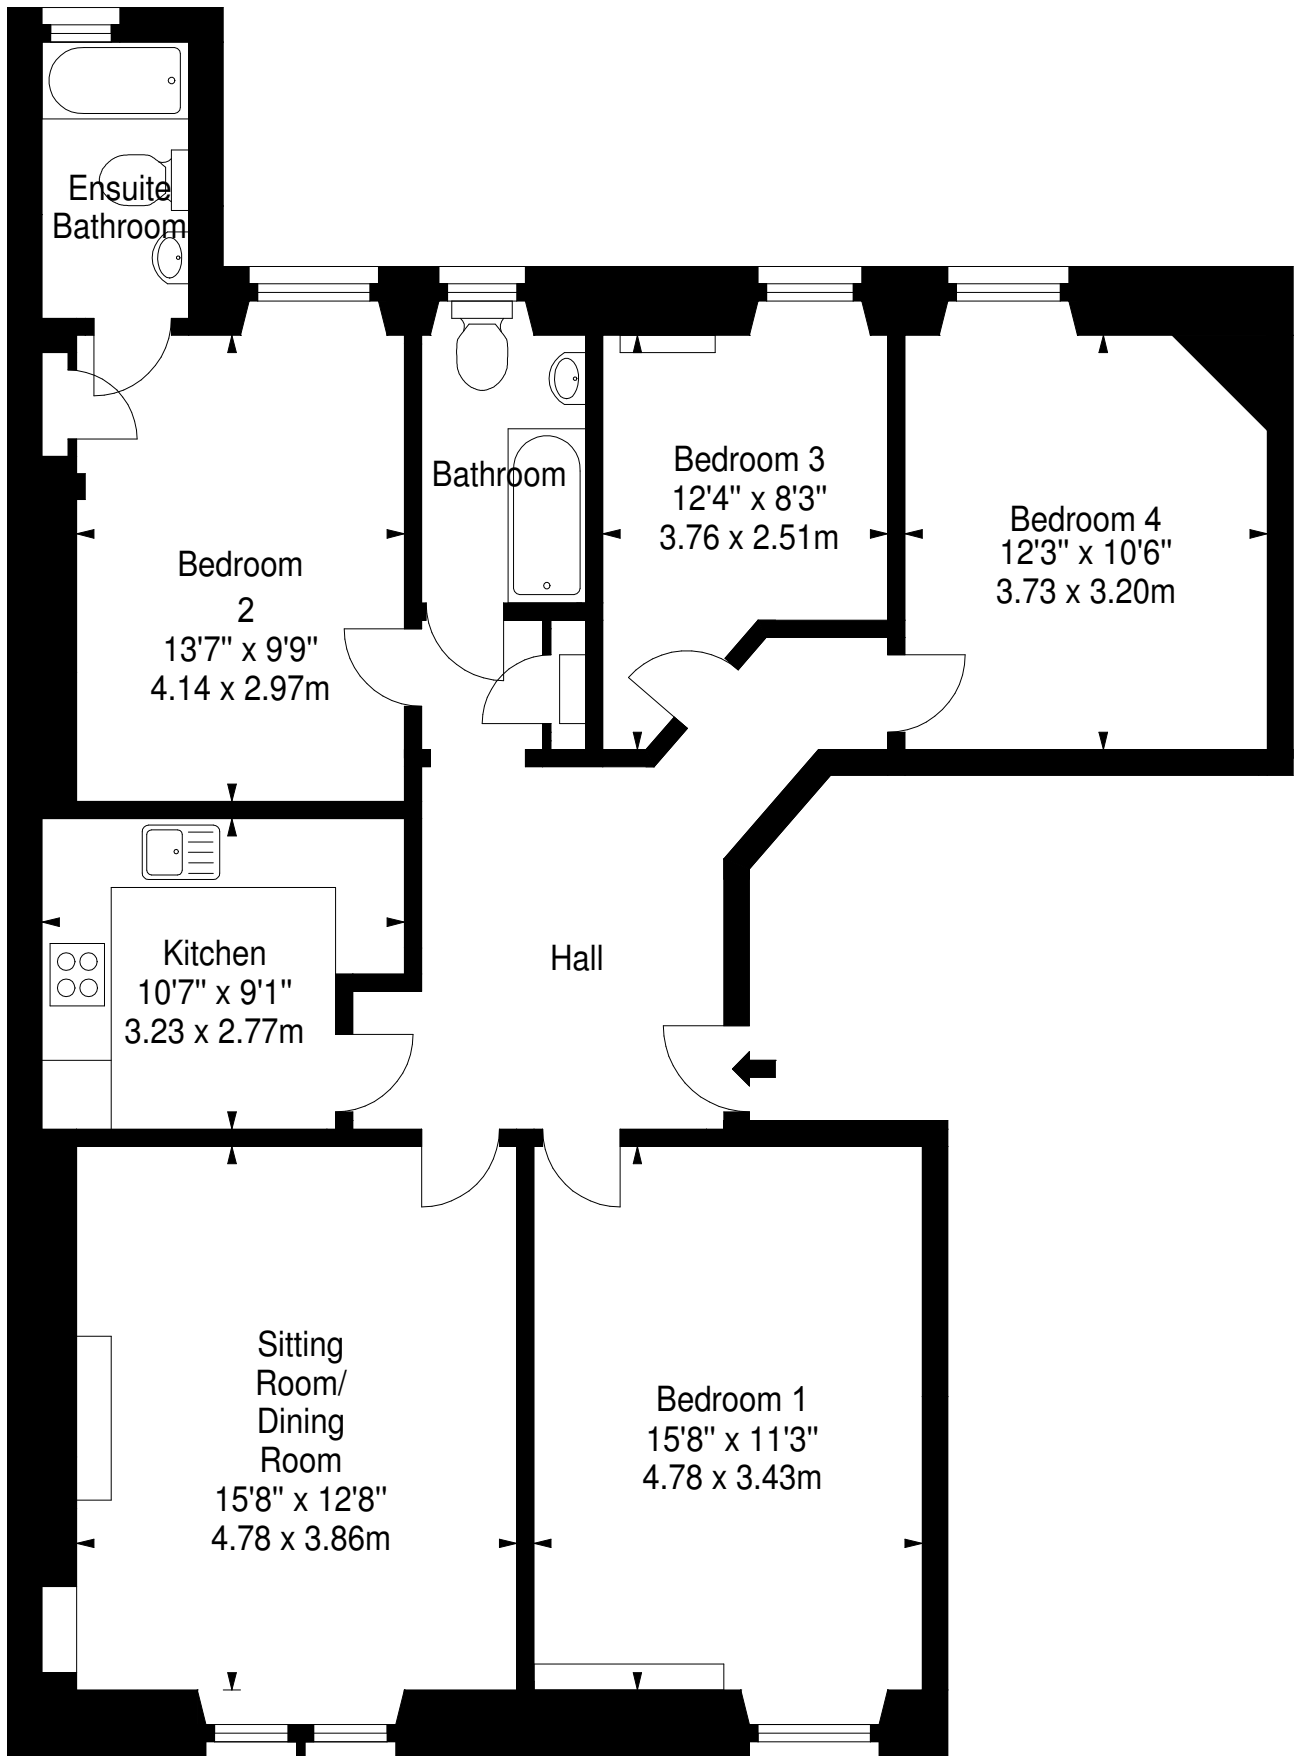 Ensuite
Bathroom
Bathroom
Bedroom 3
12'4" x 8'3"
3.76 x 2.51m
Bedroom 4
12'3" x 10'6"
3.73 x 3.20m
Bedroom
2
13'7" x 9'9"
4.14 x 2.97m
Kitchen
10'7" x 9'1"
3.23 x 2.77m
Hall
Sitting
Room/
Dining
Room
15'8" x 12'8"
4.78 x 3.86m
Bedroom 1
15'8" x 11'3"
4.78 x 3.43m